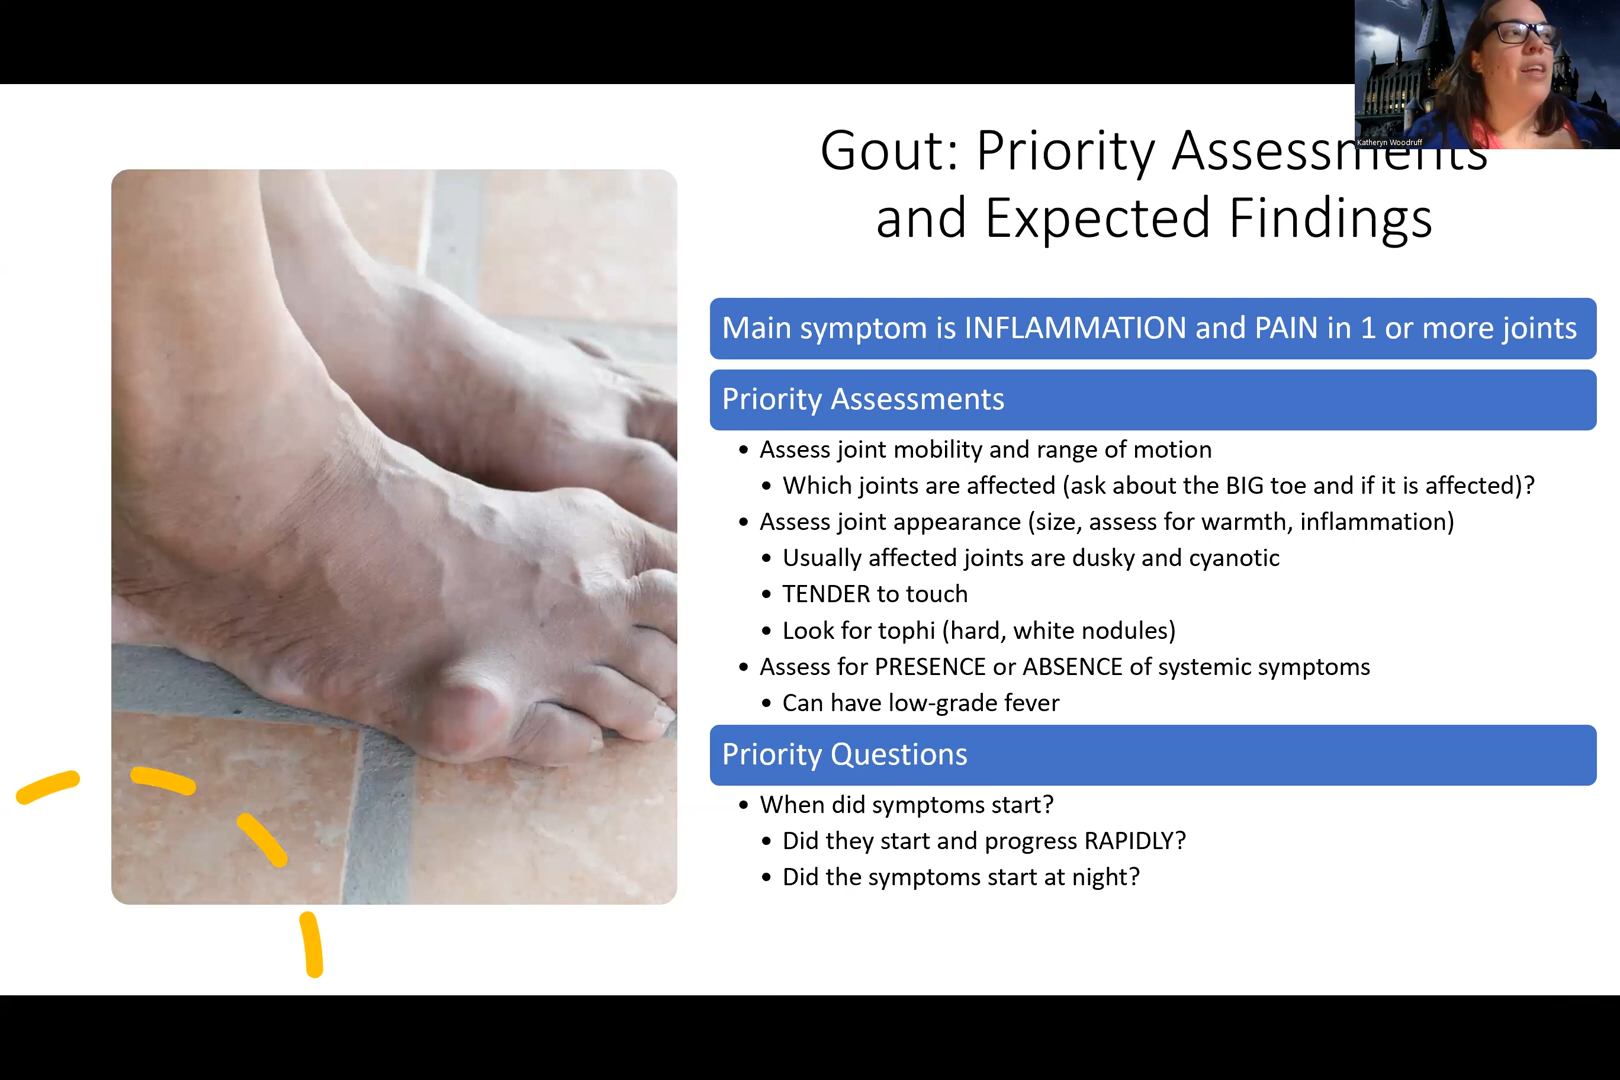 Katheryn Woodruff
Gout: Priority Assessments
and Expected Findings
Main symptom is INFLAMMATION and PAIN in 1 or more joints
Priority Assessments
• Assess joint mobility and range of motion
• Which joints are affected (ask about the BIG toe and if it is affected)?
• Assess joint appearance (size, assess for warmth, inflammation)
• Usually affected joints are dusky and cyanotic
• TENDER to touch
• Look for tophi (hard, white nodules)
• Assess for PRESENCE or ABSENCE of systemic symptoms
• Can have low-grade fever
Priority Questions
• When did symptoms start?
• Did they start and progress RAPIDLY?
• Did the symptoms start at night?